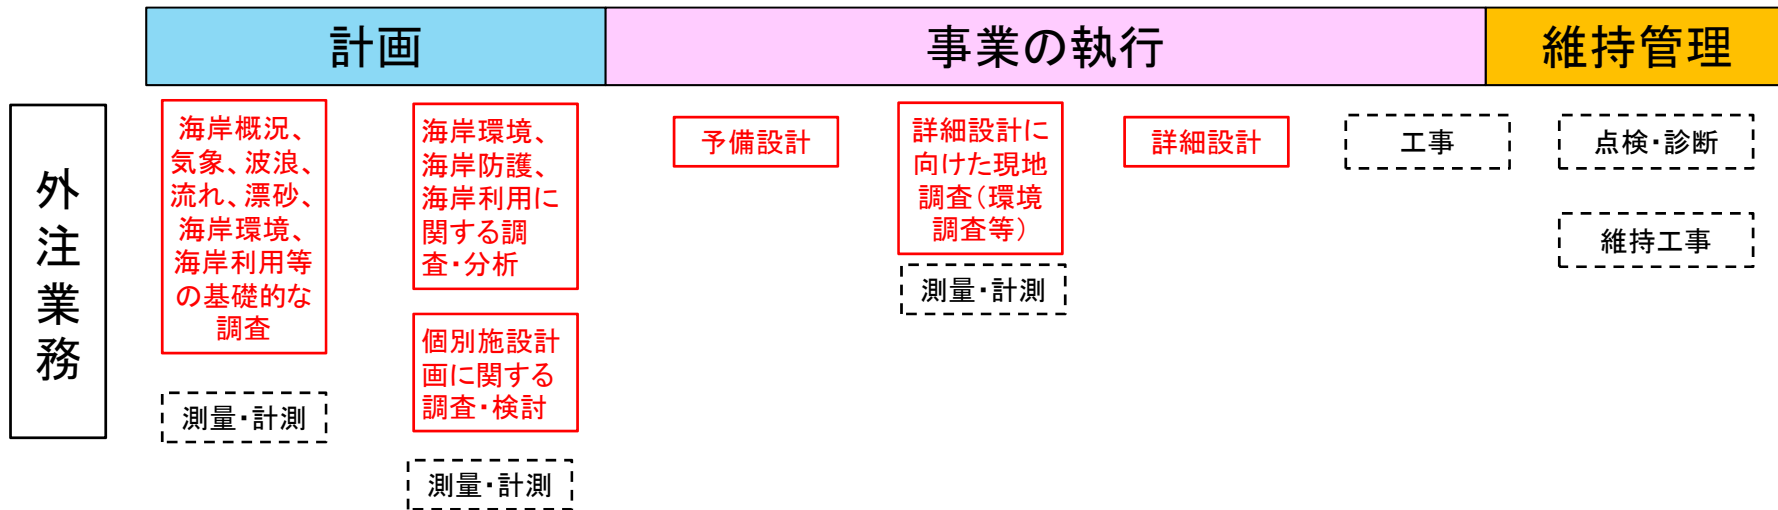 計画
事業の執行
維持管理
外
注
業
務
海岸概況、
気象、波浪、
流れ、漂砂、
海岸環境、
海岸利用等
の基礎的な
調査
測量・計測
海岸環境、
海岸防護、
海岸利用に
関する調
査・分析
個別施設計
画に関する
調査・検討
測量・計測
予備設計
詳細設計に
向けた現地
調査(環境
調査等)
測量・計測
詳細設計
工事
点検・診断
維持工事